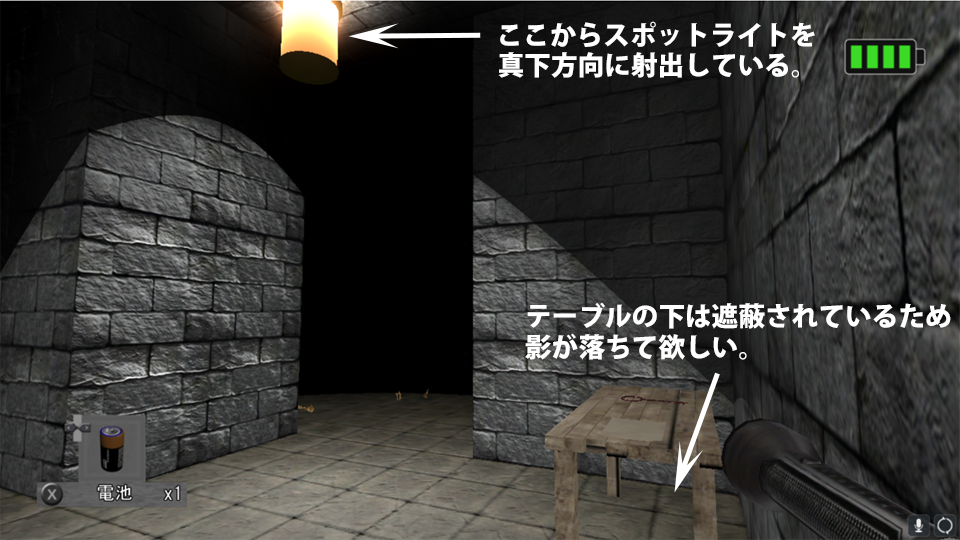 ここからスポットライトを
真下方向に射出している。
テーブルの下は遮蔽されているため
影が落ちて欲しい。
X 電池 x1